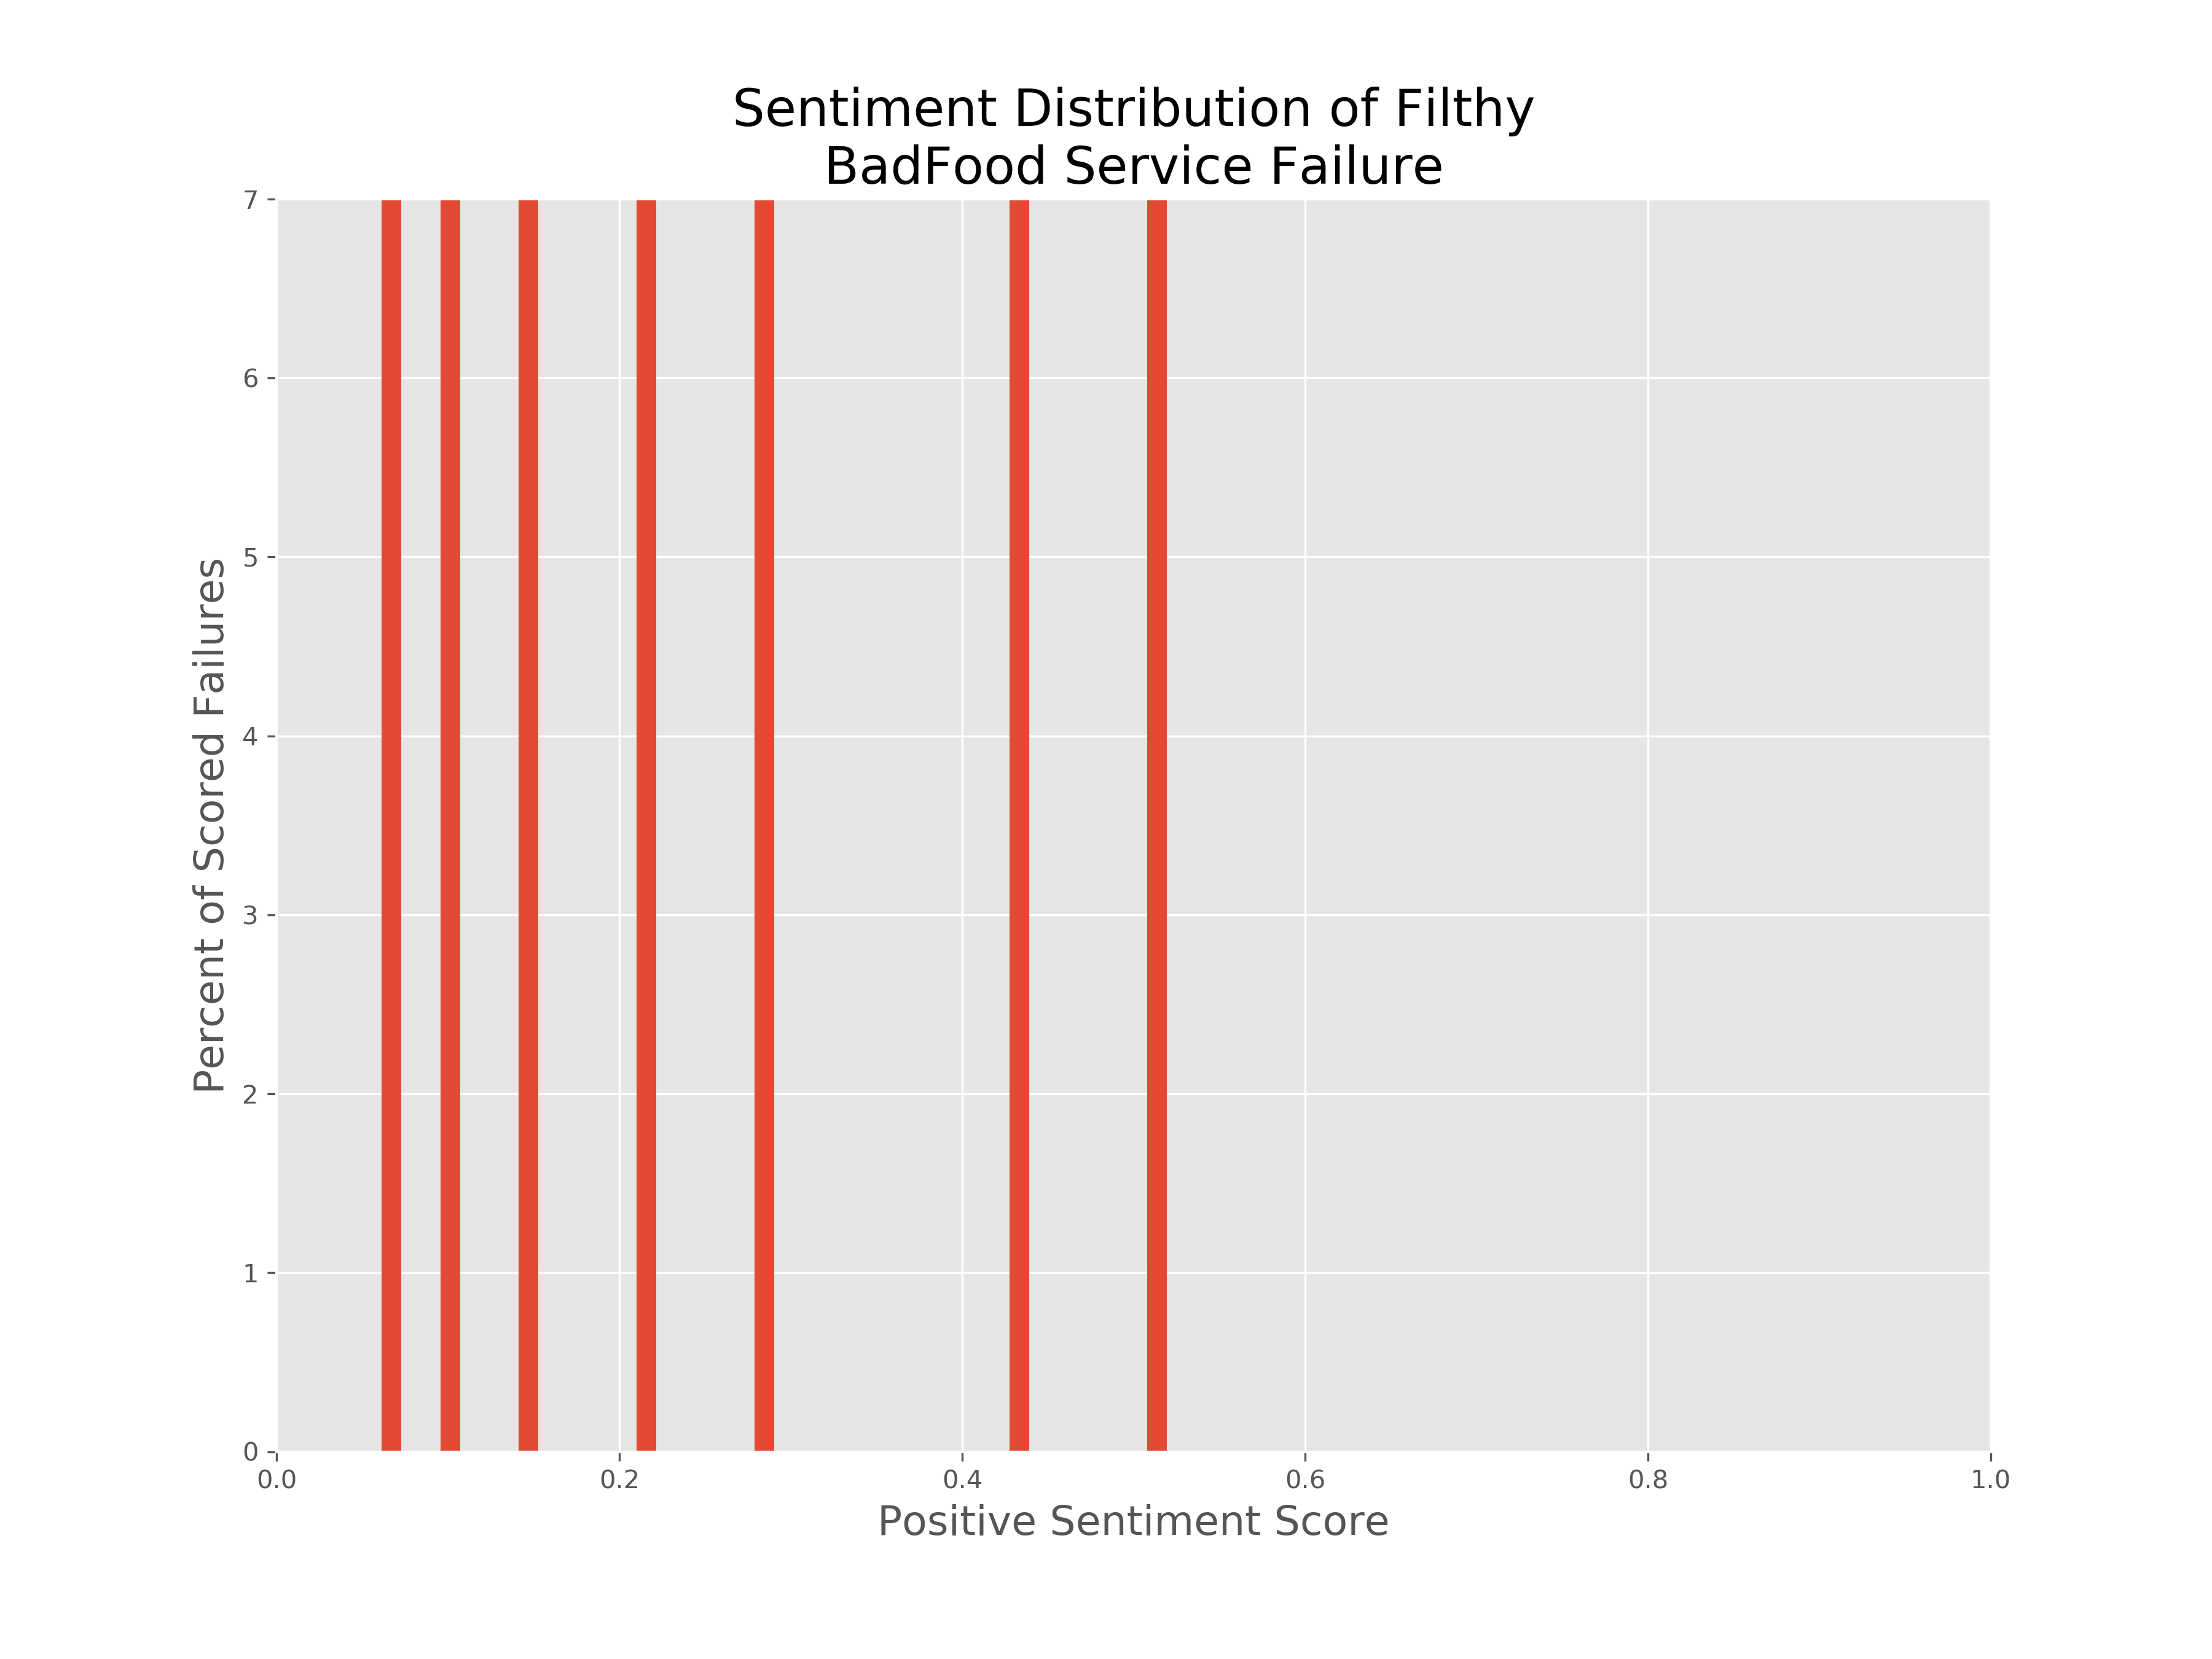 Sentiment Distribution of Filthy
BadFood Service Failure
Percent of Scored Failures
7
6
5
4
3
2
1
0
0.0 0.2 0.4 0.6 0.8 1.0
Positive Sentiment Score